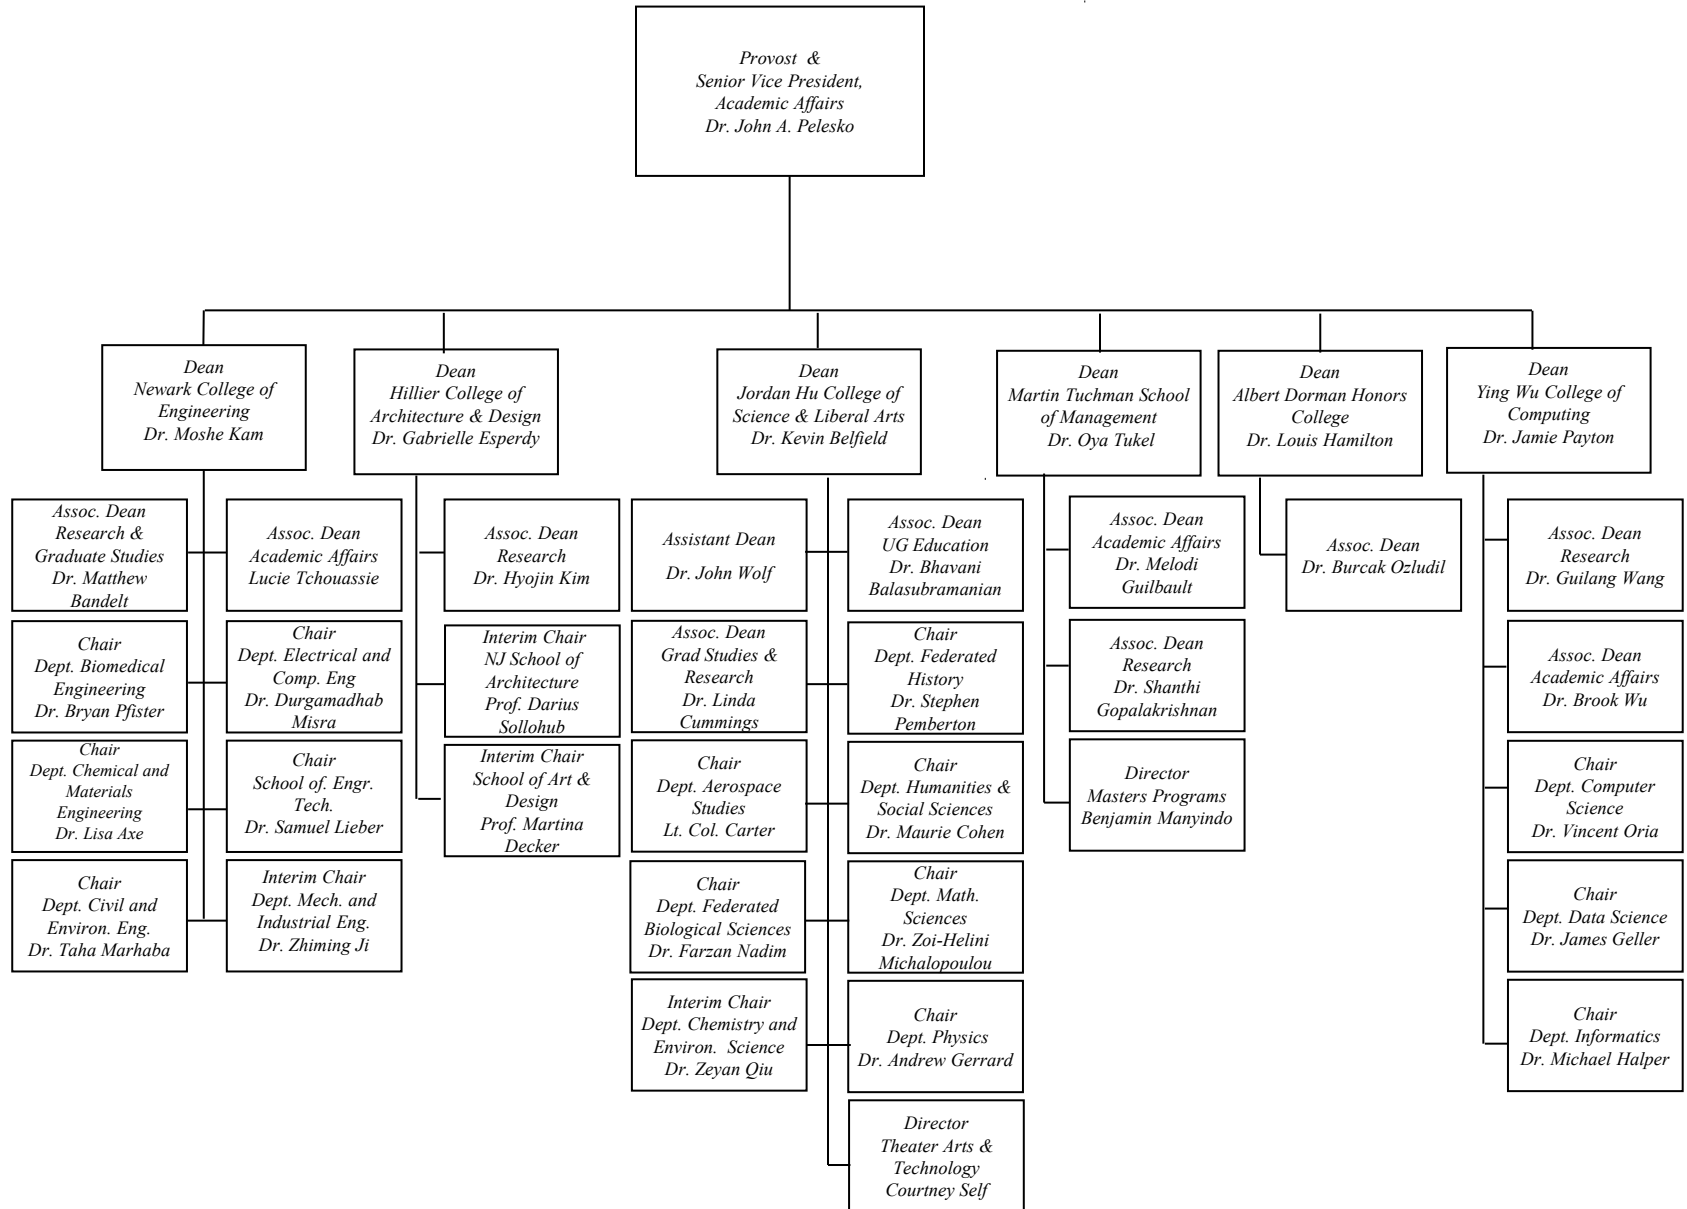 Provost &
Senior Vice President,
Academic Affairs
Dr. John A. Pelesko
Dean
Newark College of
Engineering
Dr. Moshe Kam
Dean
Hillier College of
Architecture & Design
Dr. Gabrielle Esperdy
Dean
Jordan Hu College of
Science & Liberal Arts
Dr. Kevin Belfield
Dean
Martin Tuchman School
of Management
Dr. Oya Tukel
Dean
Albert Dorman Honors
College
Dr. Louis Hamilton
Dean
Ying Wu College of
Computing
Dr. Jamie Payton
Assoc. Dean
Research &
Graduate Studies
Dr. Matthew
Bandelt
Assoc. Dean
Academic Affairs
Lucie Tchouassie
Chair
Dept. Biomedical
Engineering
Dr. Bryan Pfister
Chair
Dept. Electrical and
Comp. Eng
Dr. Durgamadhab
Misra
Chair
Dept. Chemical and
Materials
Engineering
Dr. Lisa Axe
Chair
School of. Engr.
Tech.
Dr. Samuel Lieber
Chair
Dept. Civil and
Environ. Eng.
Dr. Taha Marhaba
Interim Chair
Dept. Mech. and
Industrial Eng.
Dr. Zhiming Ji
Assoc. Dean
Research
Dr. Hyojin Kim
Interim Chair
NJ School of
Architecture
Prof. Darius
Sollohub
Interim Chair
School of Art &
Design
Prof. Martina
Decker
Assistant Dean
Dr. John Wolf
Assoc. Dean
UG Education
Dr. Bhavani
Balasubramanian
Assoc. Dean
Grad Studies &
Research
Dr. Linda
Cummings
Chair
Dept. Federated
History
Dr. Stephen
Pemberton
Chair
Dept. Aerospace
Studies
Lt. Col. Carter
Chair
Dept. Humanities &
Social Sciences
Dr. Maurie Cohen
Chair
Dept. Federated
Biological Sciences
Dr. Farzan Nadim
Chair
Dept. Math.
Sciences
Dr. Zoi-Helini
Michalopoulou
Interim Chair
Dept. Chemistry and
Environ. Science
Dr. Zeyan Qiu
Chair
Dept. Physics
Dr. Andrew Gerrard
Director
Theater Arts &
Technology
Courtney Self
Assoc. Dean
Academic Affairs
Dr. Melodi
Guilbault
Assoc. Dean
Research
Dr. Shanthi
Gopalakrishnan
Director
Masters Programs
Benjamin Manyindo
Assoc. Dean
Dr. Burcak Ozludil
Assoc. Dean
Research
Dr. Guilang Wang
Assoc. Dean
Academic Affairs
Dr. Brook Wu
Chair
Dept. Computer
Science
Dr. Vincent Oria
Chair
Dept. Data Science
Dr. James Geller
Chair
Dept. Informatics
Dr. Michael Halper